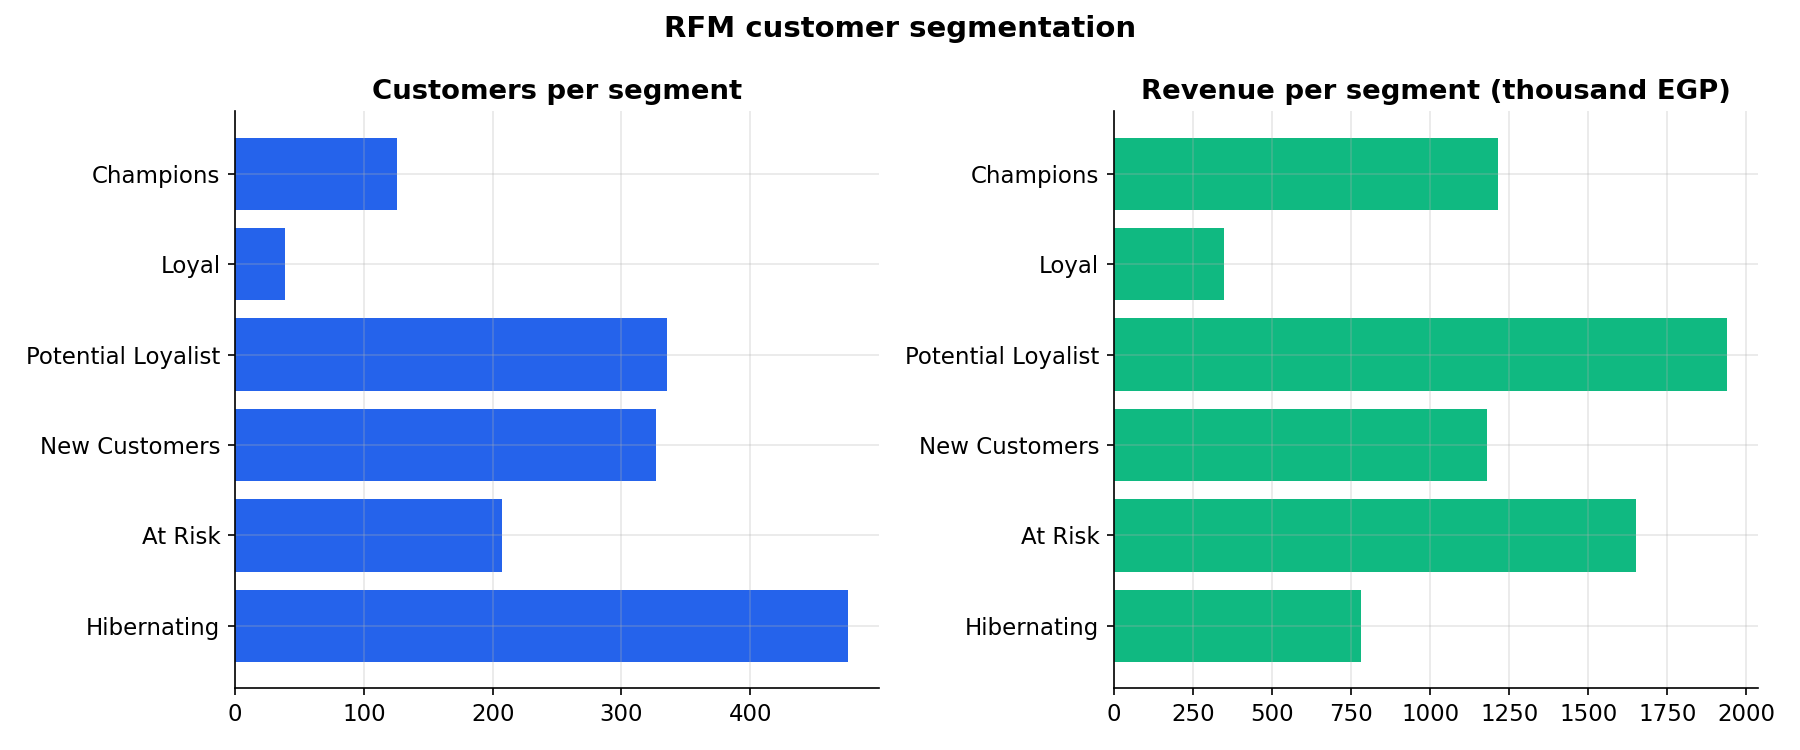 RFM customer segmentation
Customers per segment
Champions
Loyal
Potential Loyalist
New Customers
At Risk
Hibernating
0 100 200 300 400
Revenue per segment (thousand EGP)
Champions
Loyal
Potential Loyalist
New Customers
At Risk
Hibernating
0 250 500 750 1000 1250 1500 1750 2000